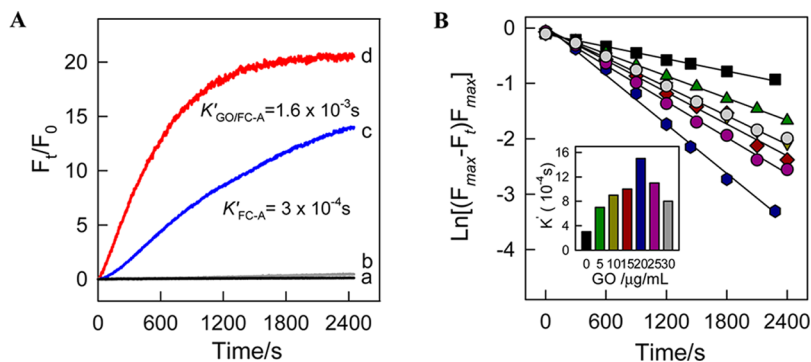 A
F_t/F_0
20
15
10
5
0
K'_GO/FC-A=1.6 x 10^-3s
K'_FC-A= 3 x 10^-4s
d
c
b
a
0 600 1200 1800 2400
Time/s
B
Ln[(F_max-F_t)F_max]
0
-1
-2
-3
-4
K' (10^-4s)
16
12
8
4
0
0 5 1015202530
GO /μg/mL
0 600 1200 1800 2400
Time/s